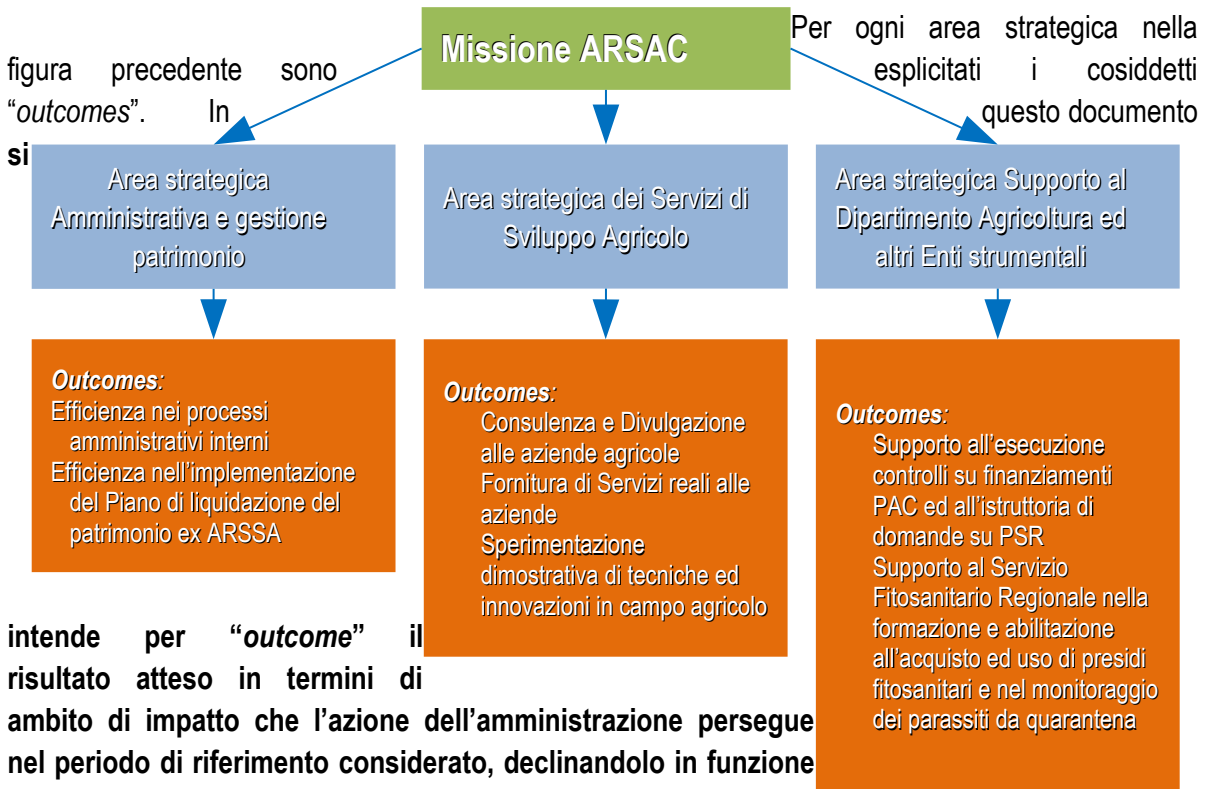 Missione ARSAC
Per ogni area strategica nella
figura precedente sono esplicitati i cosiddetti
“outcomes”. In questo documento
si
Area strategica
Amministrativa e gestione
patrimonio
Area strategica dei Servizi di
Sviluppo Agricolo
Area strategica Supporto al
Dipartimento Agricoltura ed
altri Enti strumentali
Outcomes:
Efficienza nei processi
amministrativi interni
Efficienza nell’implementazione
del Piano di liquidazione del
patrimonio ex ARSSA
Outcomes:
Consulenza e Divulgazione
alle aziende agricole
Fornitura di Servizi reali alle
aziende
Sperimentazione
dimostrativa di tecniche ed
innovazioni in campo agricolo
Outcomes:
Supporto all’esecuzione
controlli su finanziamenti
PAC ed all’istruttoria di
domande su PSR
Supporto al Servizio
Fitosanitario Regionale nella
formazione e abilitazione
all’acquisto ed uso di presidi
fitosanitari e nel monitoraggio
dei parassiti da quarantena
intende per “outcome” il
risultato atteso in termini di
ambito di impatto che l’azione dell’amministrazione persegue
nel periodo di riferimento considerato, declinandolo in funzione